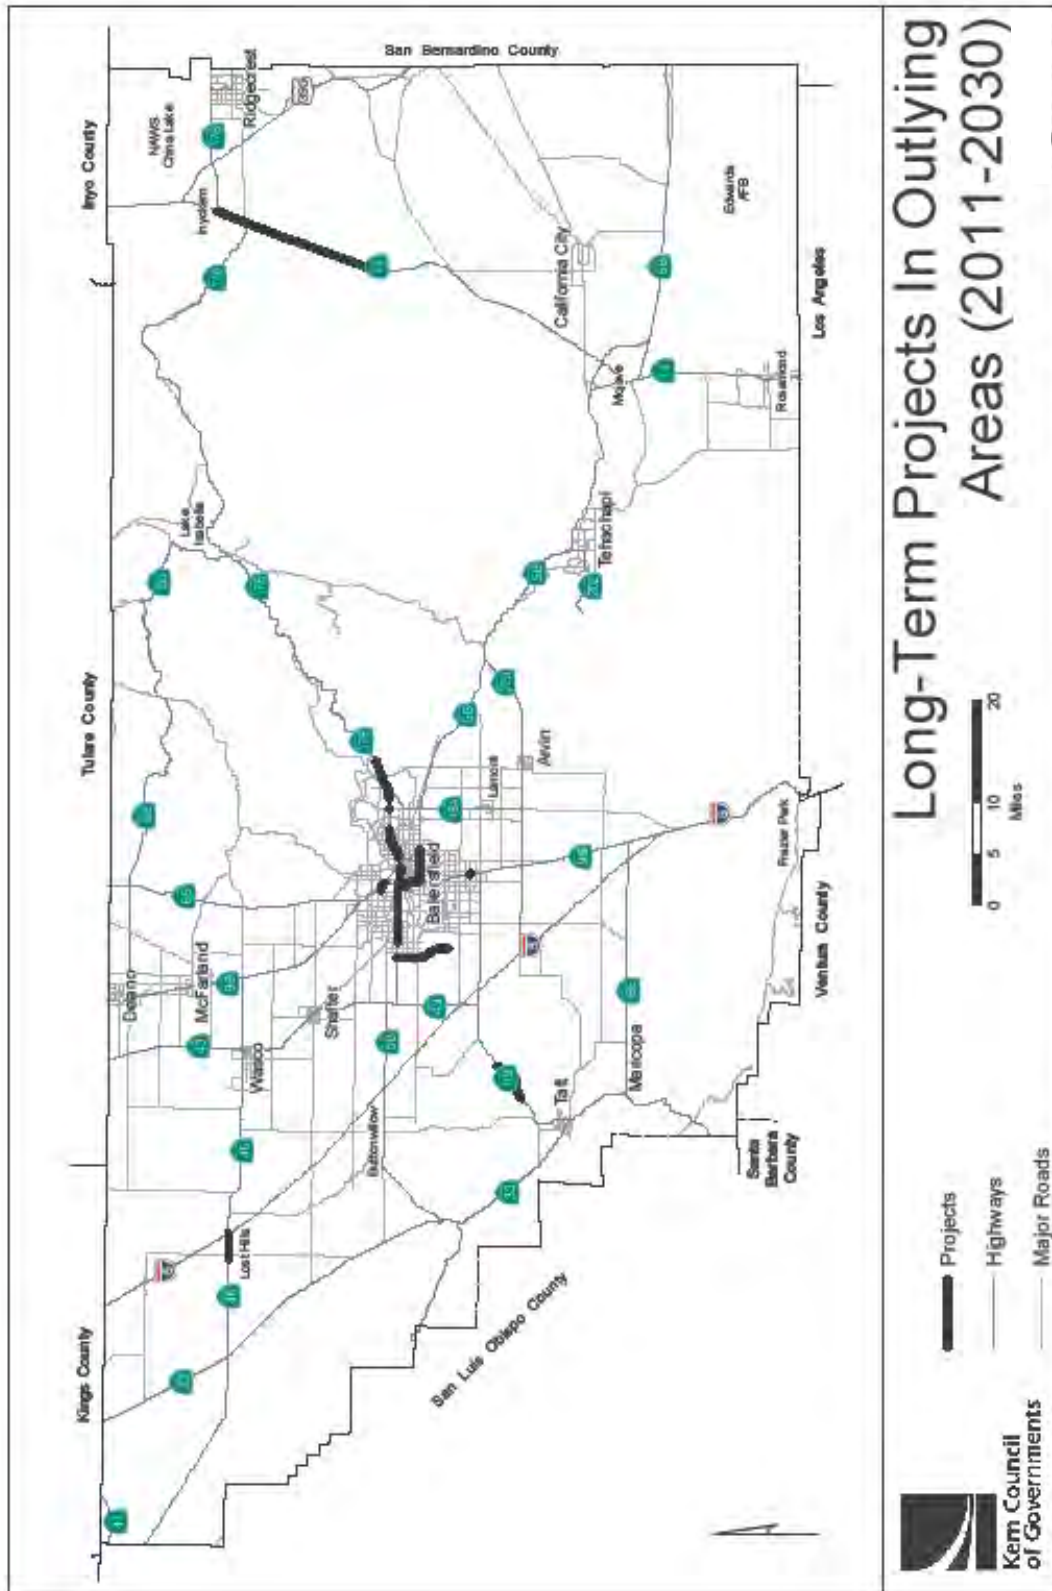 Kings County
Tulare County
Inyo County
San Bernardino County
NAWS
China Lake
Ridgecrest
Inyokern
Lake
Isabella
Delano
McFarland
Wasco
Shafter
Lost Hills
Buttonwillow
Bakersfield
Lamont
Arvin
Tehachapi
California City
Mojave
Edwards
AFB
Rosamond
Taft
Maricopa
Frazier Park
San Luis Obispo County
Santa
Barbara
County
Ventura County
Los Angeles
Long-Term Projects In Outlying
Areas (2011-2030)
0 5 10 20
Miles
Projects
Highways
Major Roads
Kern Council
of Governments